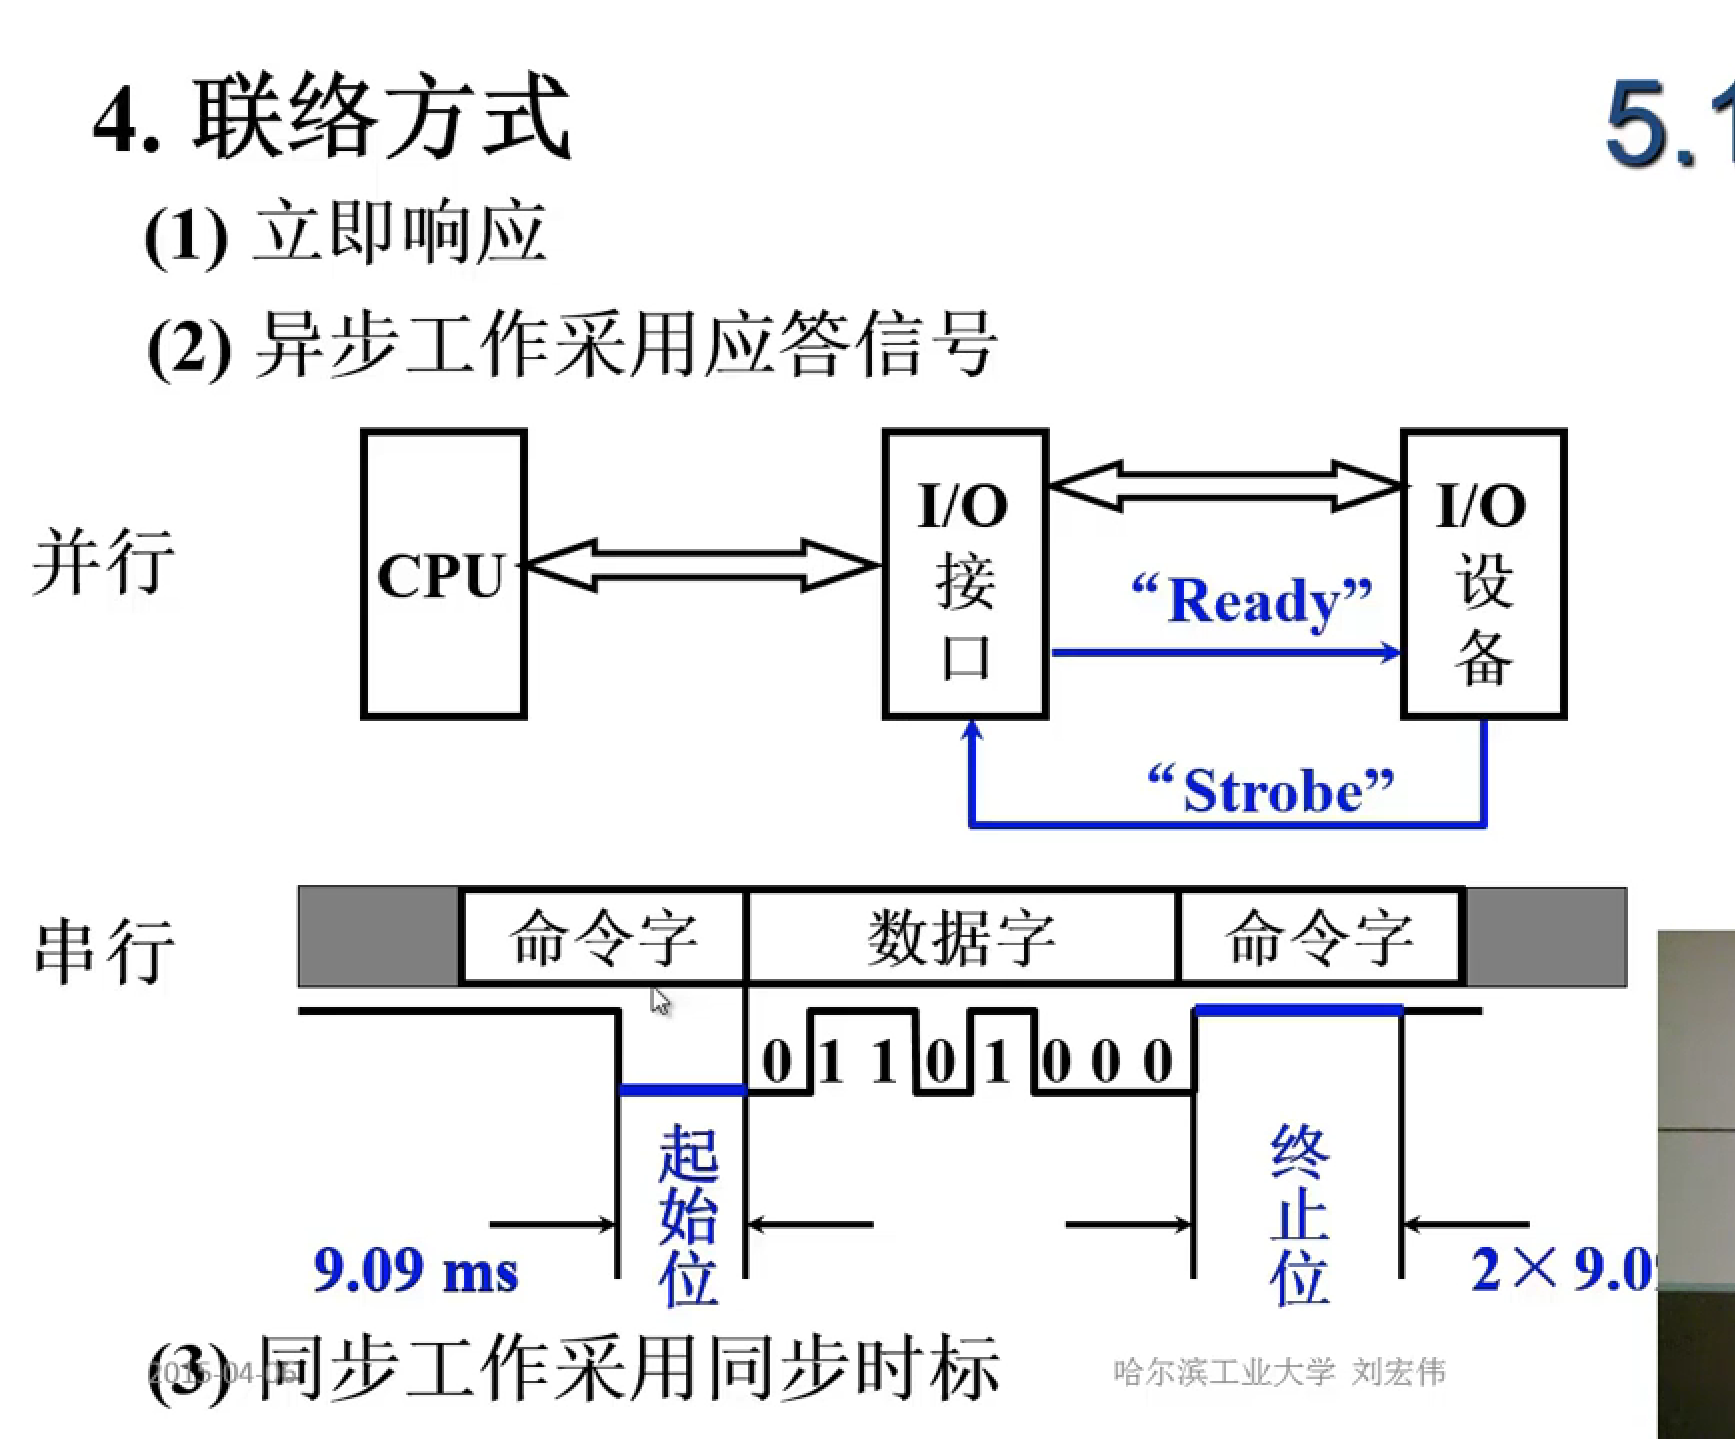 4. 联络方式
5.1
(1) 立即响应
(2) 异步工作采用应答信号
并行
CPU
I/O
接
口
“Ready”
I/O
设
备
“Strobe”
串行
命令字 数据字 命令字
0 1 1 0 1 0 0 0
起
始
位
终
止
位
9.09 ms
2×9.0
(3) 同步工作采用同步时标
2015-04-06
哈尔滨工业大学 刘宏伟